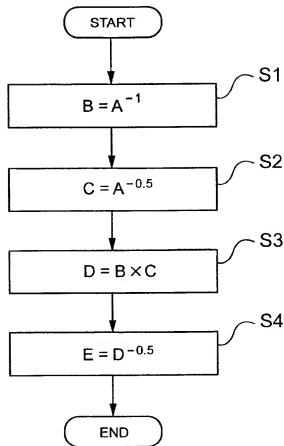 START
S1
B = A⁻¹
S2
C = A⁻⁰·⁵
S3
D = B × C
S4
E = D⁻⁰·⁵
END